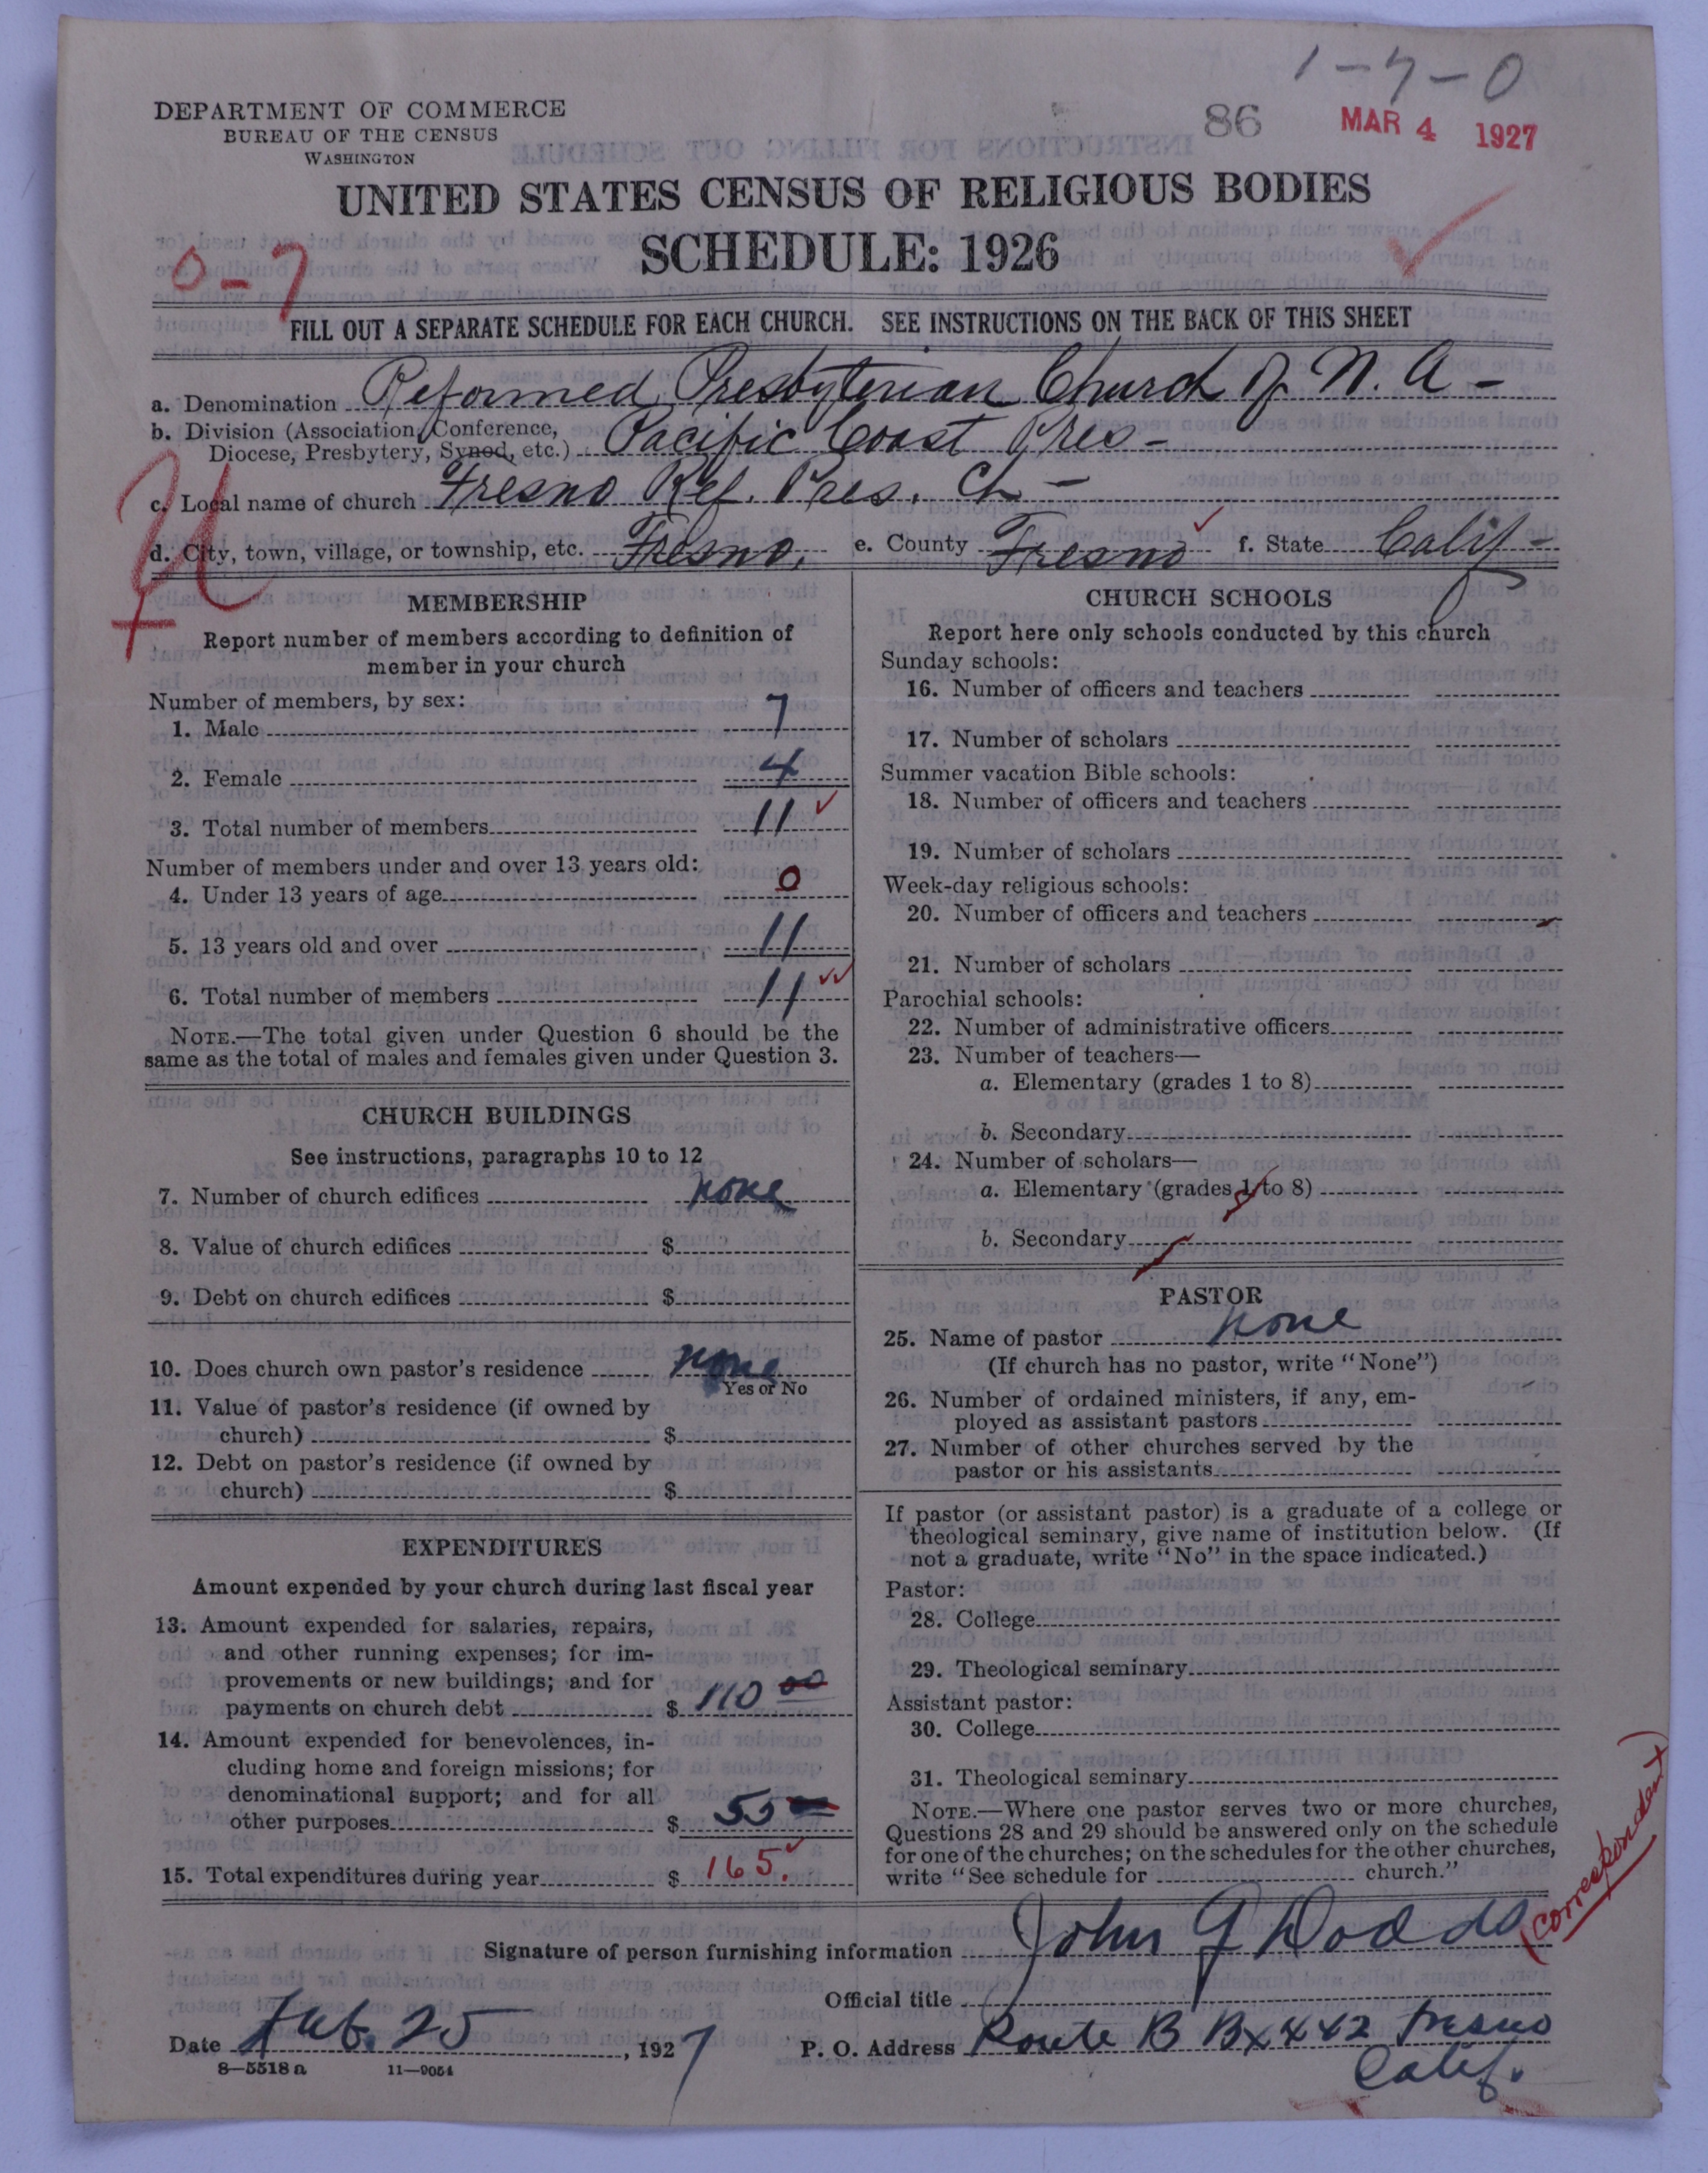 1-7-0
DEPARTMENT OF COMMERCE
BUREAU OF THE CENSUS
WASHINGTON
86 MAR 4 1927
UNITED STATES CENSUS OF RELIGIOUS BODIES
SCHEDULE: 1926
0-7
FILL OUT A SEPARATE SCHEDULE FOR EACH CHURCH. SEE INSTRUCTIONS ON THE BACK OF THIS SHEET
a. Denomination Reformed Presbyterian Church of N. A -
b. Division (Association, Conference,
Diocese, Presbytery, Synod, etc.) Pacific Coast Pres-
c. Local name of church Fresno Ref. Pres. Ch -
d. City, town, village, or township, etc. Fresno. e. County Fresno f. State Calif -
MEMBERSHIP
Report number of members according to definition of
member in your church
Number of members, by sex:
1. Male 7
2. Female 4
3. Total number of members 11
Number of members under and over 13 years old:
4. Under 13 years of age 0
5. 13 years old and over 11
6. Total number of members 11
NOTE.—The total given under Question 6 should be the
same as the total of males and females given under Question 3.
CHURCH BUILDINGS
See instructions, paragraphs 10 to 12
7. Number of church edifices none
8. Value of church edifices $
9. Debt on church edifices $
10. Does church own pastor's residence none
Yes or No
11. Value of pastor's residence (if owned by
church) $
12. Debt on pastor's residence (if owned by
church) $
EXPENDITURES
Amount expended by your church during last fiscal year
13. Amount expended for salaries, repairs,
and other running expenses; for im-
provements or new buildings; and for
payments on church debt $ 110 00
14. Amount expended for benevolences, in-
cluding home and foreign missions; for
denominational support; and for all
other purposes $ 55
15. Total expenditures during year $ 165.
CHURCH SCHOOLS
Report here only schools conducted by this church
Sunday schools:
16. Number of officers and teachers
17. Number of scholars
Summer vacation Bible schools:
18. Number of officers and teachers
19. Number of scholars
Week-day religious schools:
20. Number of officers and teachers
21. Number of scholars
Parochial schools:
22. Number of administrative officers
23. Number of teachers—
a. Elementary (grades 1 to 8)
b. Secondary
24. Number of scholars—
a. Elementary (grades 1 to 8)
b. Secondary
PASTOR
25. Name of pastor none
(If church has no pastor, write "None")
26. Number of ordained ministers, if any, em-
ployed as assistant pastors
27. Number of other churches served by the
pastor or his assistants
If pastor (or assistant pastor) is a graduate of a college or
theological seminary, give name of institution below. (If
not a graduate, write "No" in the space indicated.)
Pastor:
28. College
29. Theological seminary
Assistant pastor:
30. College
31. Theological seminary
NOTE.—Where one pastor serves two or more churches,
Questions 28 and 29 should be answered only on the schedule
for one of the churches; on the schedules for the other churches,
write "See schedule for church."
Signature of person furnishing information John G Dodds
(correspondent)
Official title
Date Feb. 25, 1927 P. O. Address Route B Bx 442 Fresno
Calif.
8—5518 a 11—9054